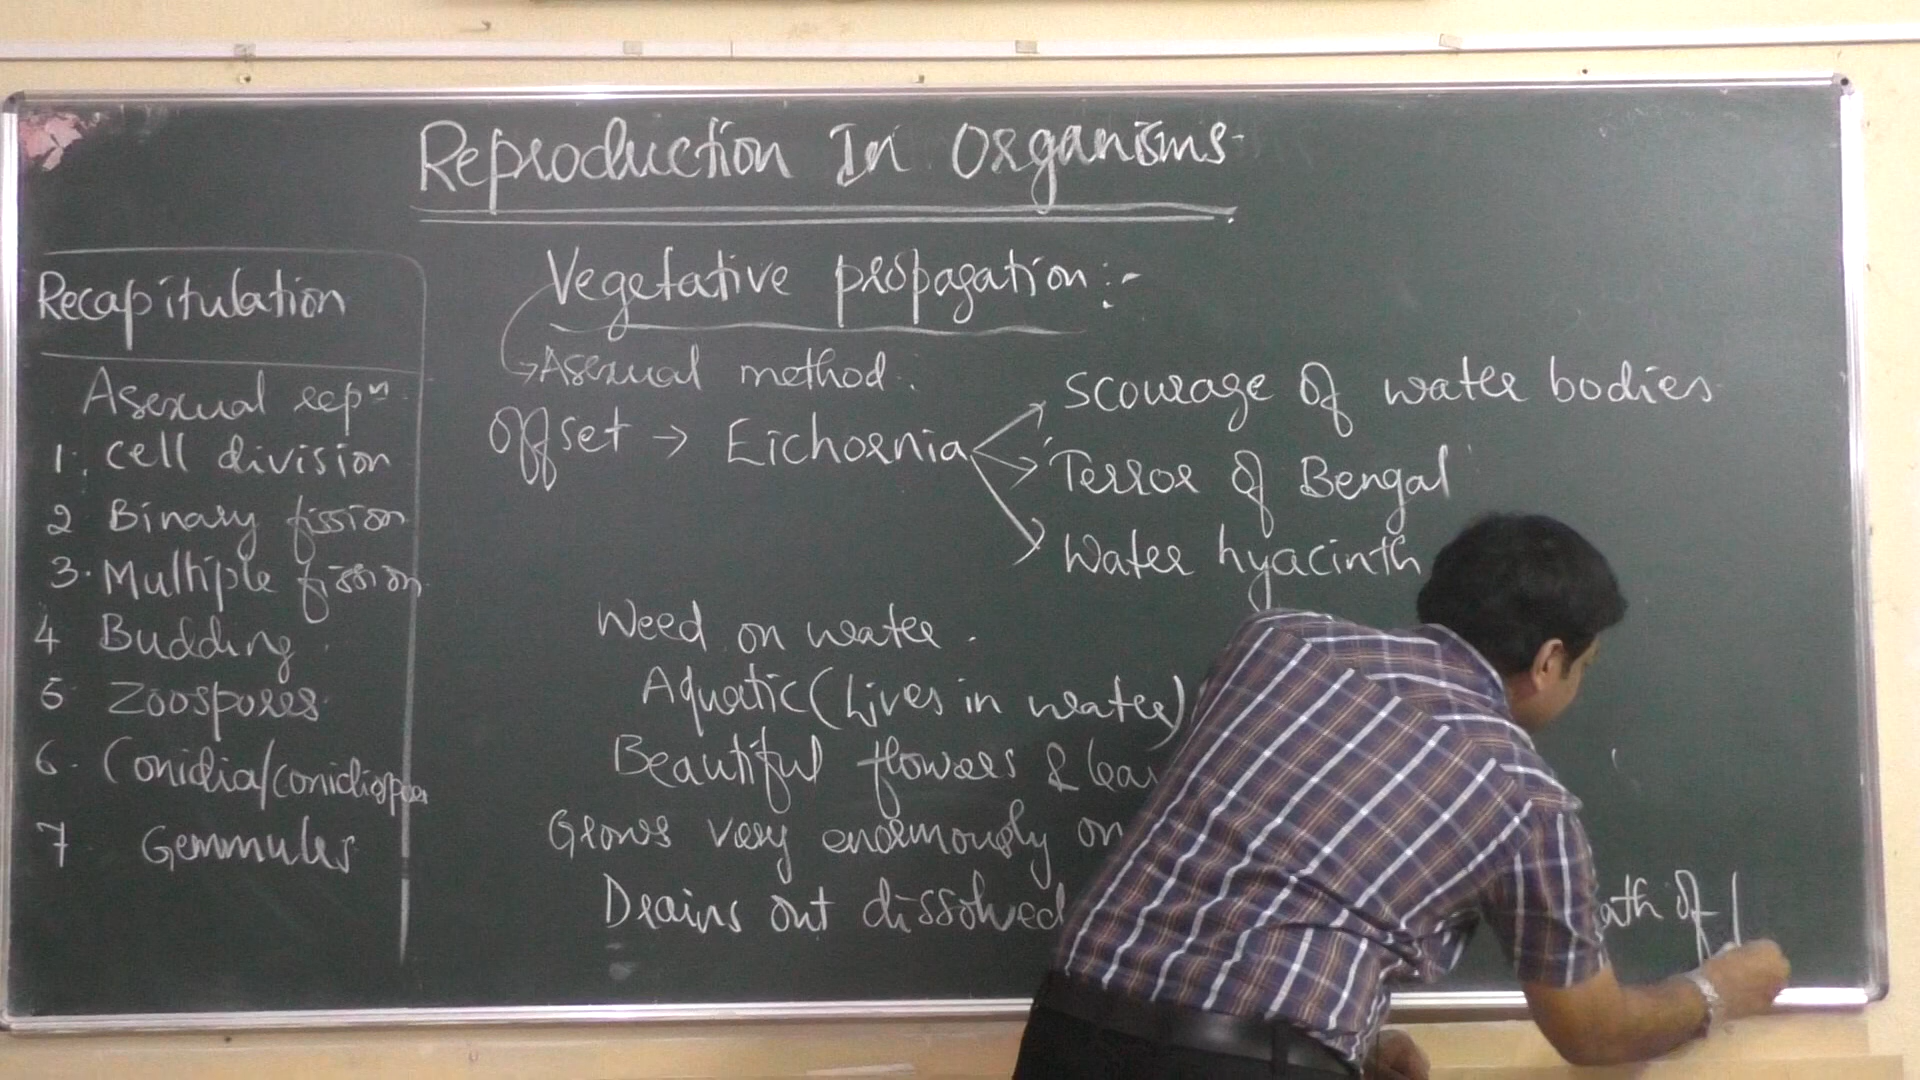 Reproduction In Organisms
Recapitulation
Asexual repn
1. Cell division
2 Binary fission
3. Multiple fission
4 Budding
5 Zoospores
6. Conidia/conidiospores
7 Gemmules
Vegetative propagation :-
Asexual method
Offset → Eichornia
Scourage of water bodies
'Terror of Bengal'
Water hyacinth
Weed on water.
Aquatic (Lives in water)
Beautiful flowers &
Grows very enormously on
Drains out dissolved
of